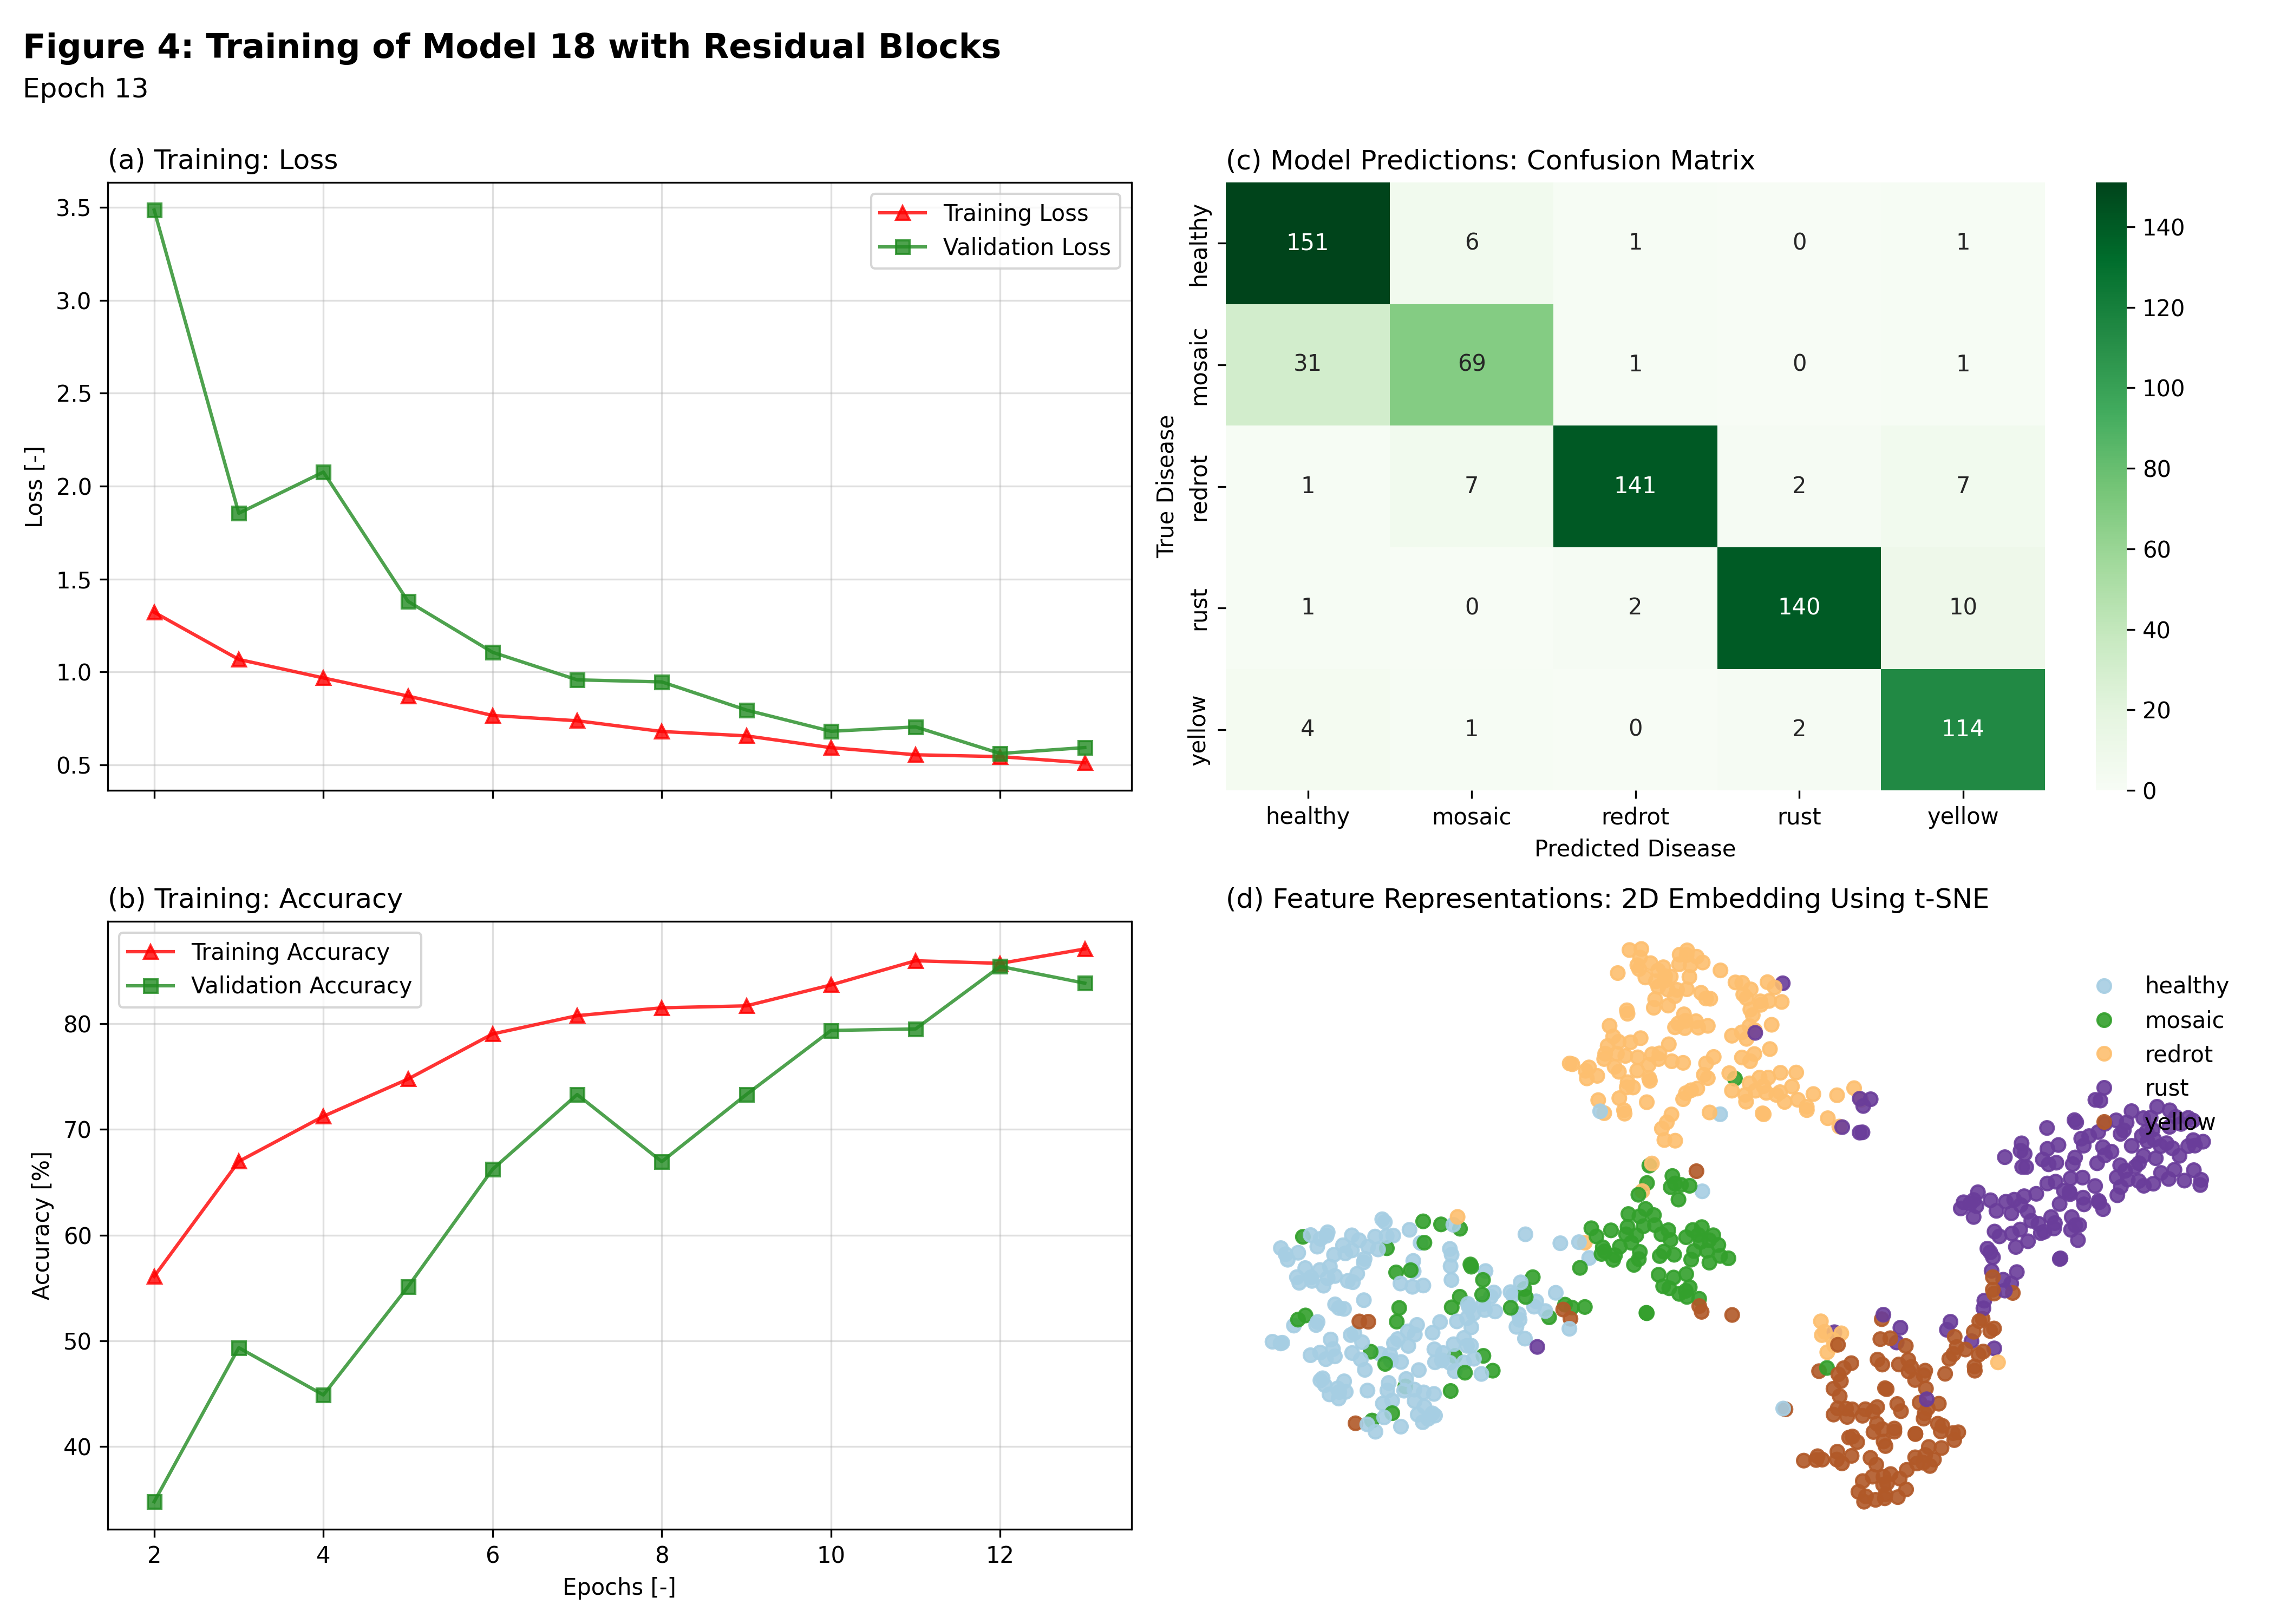 Figure 4: Training of Model 18 with Residual Blocks
Epoch 13
(a) Training: Loss
Loss [-]
3.5
3.0
2.5
2.0
1.5
1.0
0.5
Training Loss
Validation Loss
(b) Training: Accuracy
Accuracy [%]
80
70
60
50
40
Training Accuracy
Validation Accuracy
2 4 6 8 10 12
Epochs [-]
(c) Model Predictions: Confusion Matrix
True Disease
healthy 151 6 1 0 1
mosaic 31 69 1 0 1
redrot 1 7 141 2 7
rust 1 0 2 140 10
yellow 4 1 0 2 114
healthy mosaic redrot rust yellow
Predicted Disease
140
120
100
80
60
40
20
0
(d) Feature Representations: 2D Embedding Using t-SNE
healthy
mosaic
redrot
rust
yellow